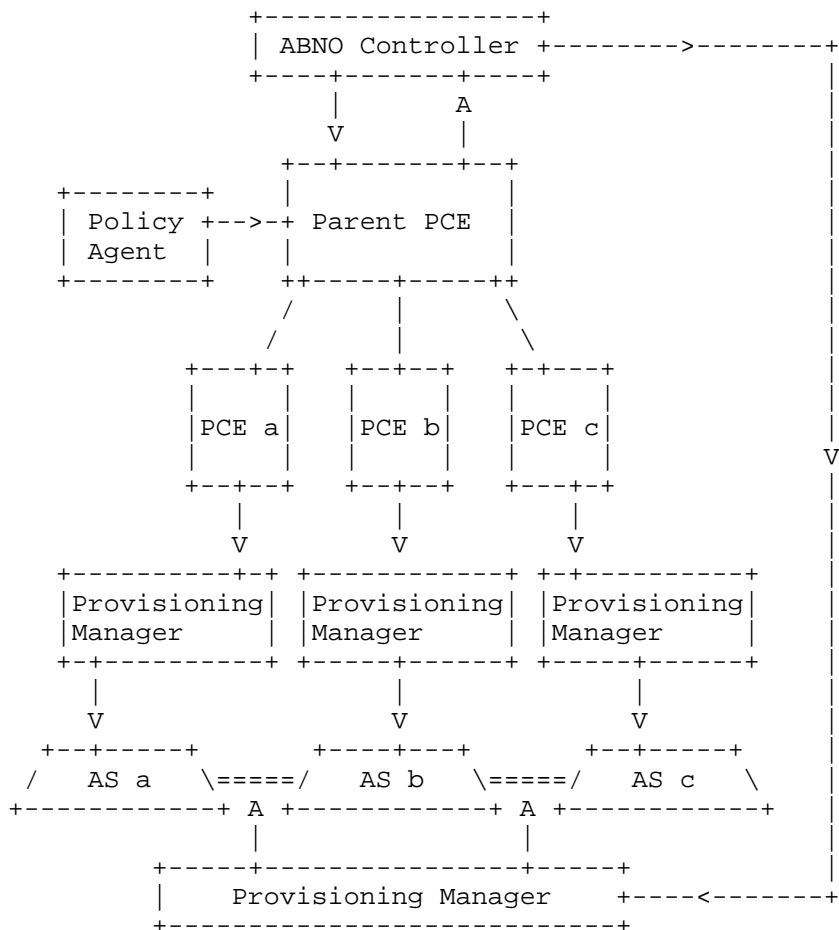 ABNO Controller
A
V
Policy
Agent
Parent PCE
PCE a
PCE b
PCE c
V
V
V
V
Provisioning
Manager
Provisioning
Manager
Provisioning
Manager
V
V
V
AS a
AS b
AS c
A
A
Provisioning Manager